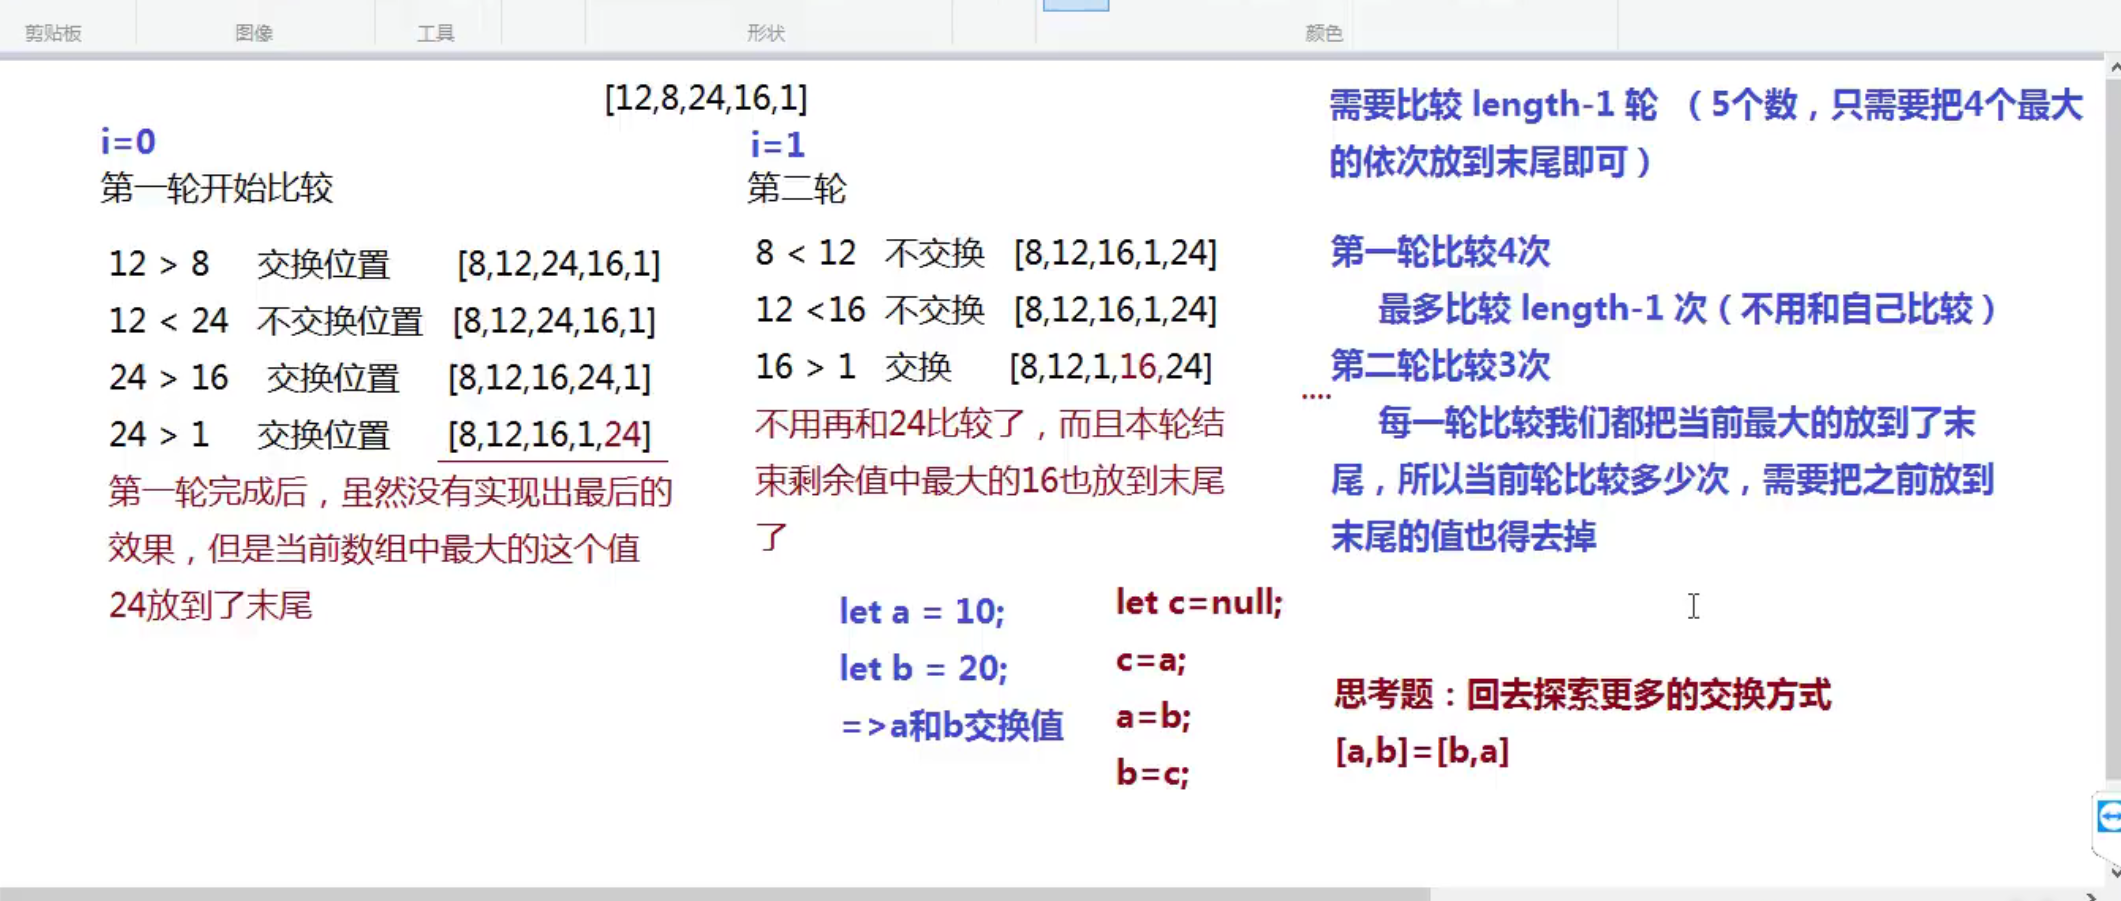 剪贴板
图像
工具
形状
颜色
[12,8,24,16,1]
i=0
第一轮开始比较
12 > 8 交换位置 [8,12,24,16,1]
12 < 24 不交换位置 [8,12,24,16,1]
24 > 16 交换位置 [8,12,16,24,1]
24 > 1 交换位置 [8,12,16,1,24]
第一轮完成后，虽然没有实现出最后的
效果，但是当前数组中最大的这个值
24放到了末尾
i=1
第二轮
8 < 12 不交换 [8,12,16,1,24]
12 <16 不交换 [8,12,16,1,24]
16 > 1 交换 [8,12,1,16,24]
不用再和24比较了，而且本轮结
束剩余值中最大的16也放到末尾
了
let a = 10;
let b = 20;
=>a和b交换值
let c=null;
c=a;
a=b;
b=c;
需要比较 length-1 轮 （5个数，只需要把4个最大
的依次放到末尾即可）
第一轮比较4次
最多比较 length-1 次（不用和自己比较）
第二轮比较3次
....
每一轮比较我们都把当前最大的放到了末
尾，所以当前轮比较多少次，需要把之前放到
末尾的值也得去掉
思考题：回去探索更多的交换方式
[a,b]=[b,a]